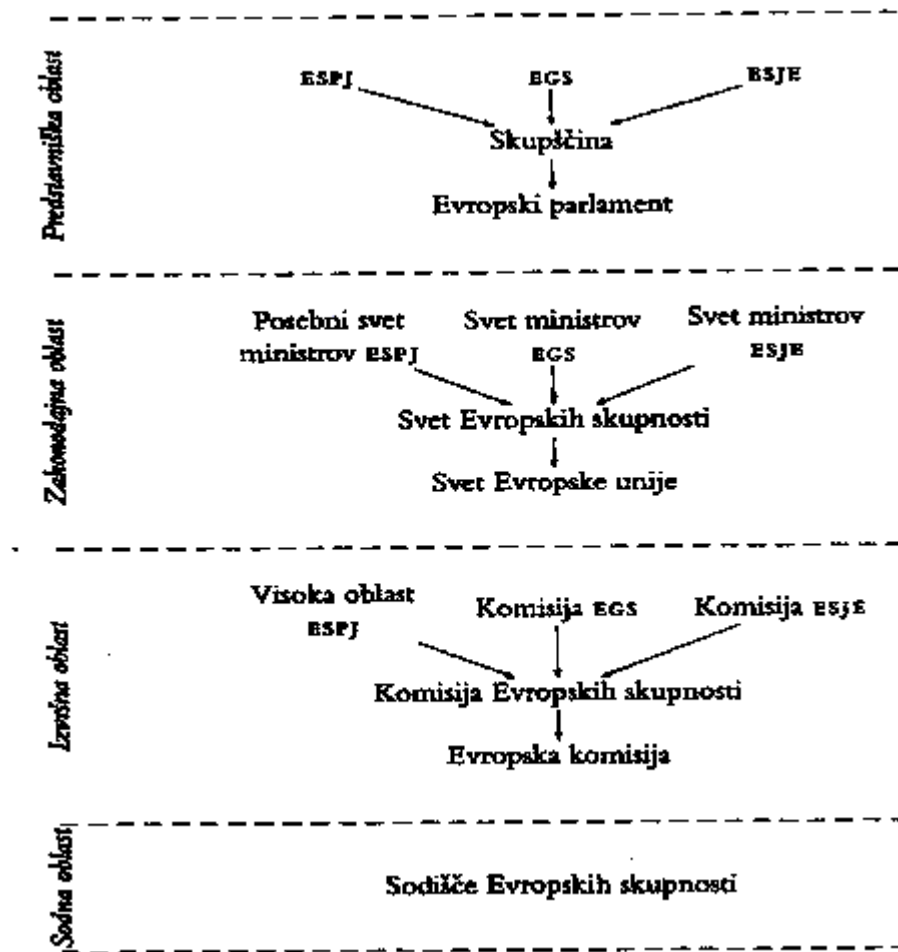 Predstavniška oblast
ESPJ EGS ESJE
Skupščina
Evropski parlament
Zakonodajna oblast
Posebni svet Svet ministrov Svet ministrov
ministrov ESPJ EGS ESJE
Svet Evropskih skupnosti
Svet Evropske unije
Izvršna oblast
Visoka oblast Komisija EGS Komisija ESJE
ESPJ
Komisija Evropskih skupnosti
Evropska komisija
Sodna oblast
Sodišče Evropskih skupnosti